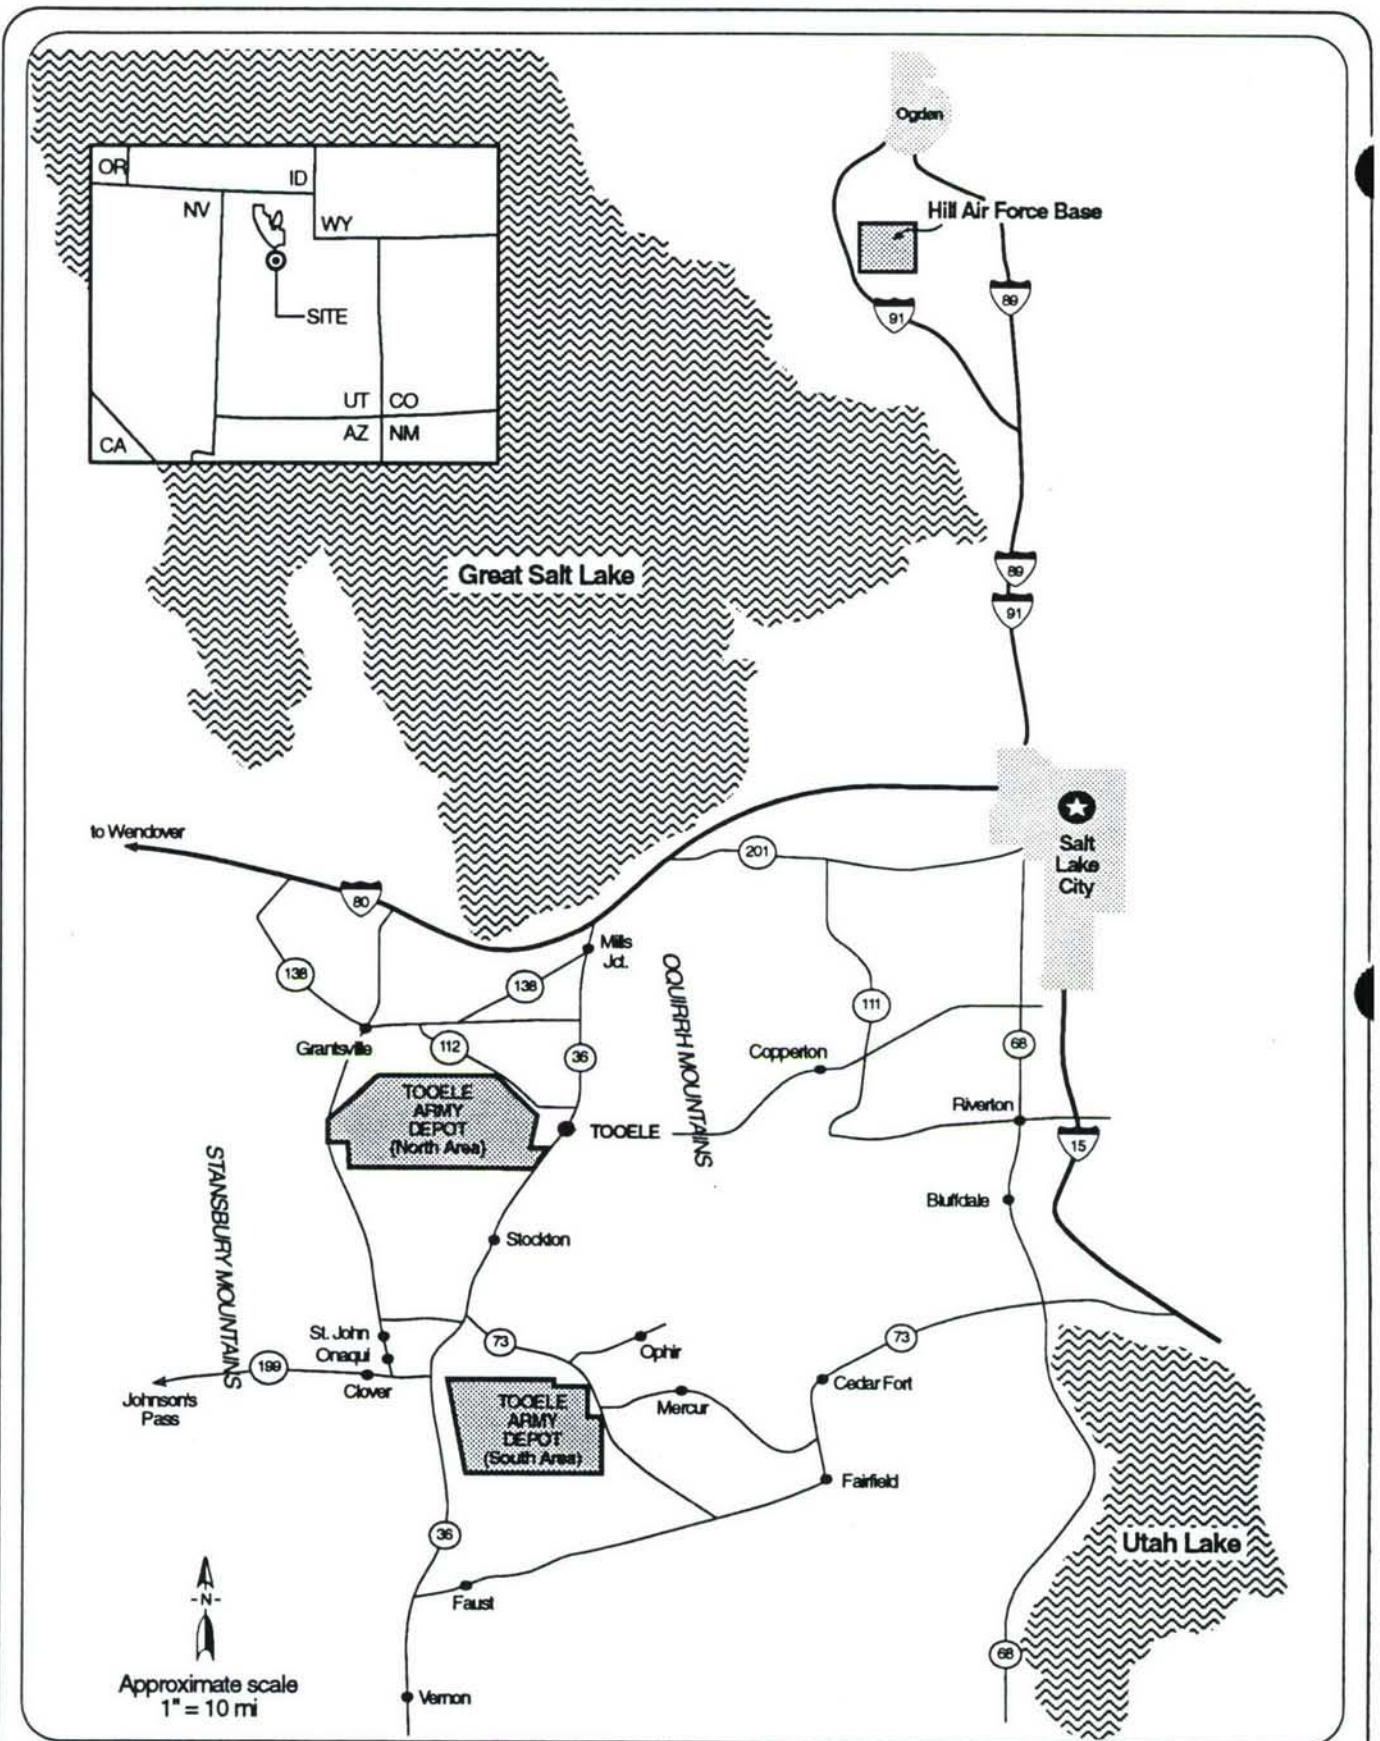 Ogden
OR
ID
NV
WY
SITE
UT
CO
AZ
NM
CA
Hill Air Force Base
89
91
Great Salt Lake
89
91
to Wendover
80
201
Salt
Lake
City
Mills
Jct.
138
138
OQUIRRH MOUNTAINS
111
Grantsville
112
36
Copperton
68
TOOELE
ARMY
DEPOT
(North Area)
TOOELE
Riverton
15
STANSBURY MOUNTAINS
Bluffdale
Stockton
St. John
Onaqui
73
Ophir
73
199
Clover
Johnson's
Pass
TOOELE
ARMY
DEPOT
(South Area)
Mercur
Cedar Fort
Fairfield
36
Utah Lake
-N-
Faust
68
Approximate scale
1" = 10 mi
Vernon